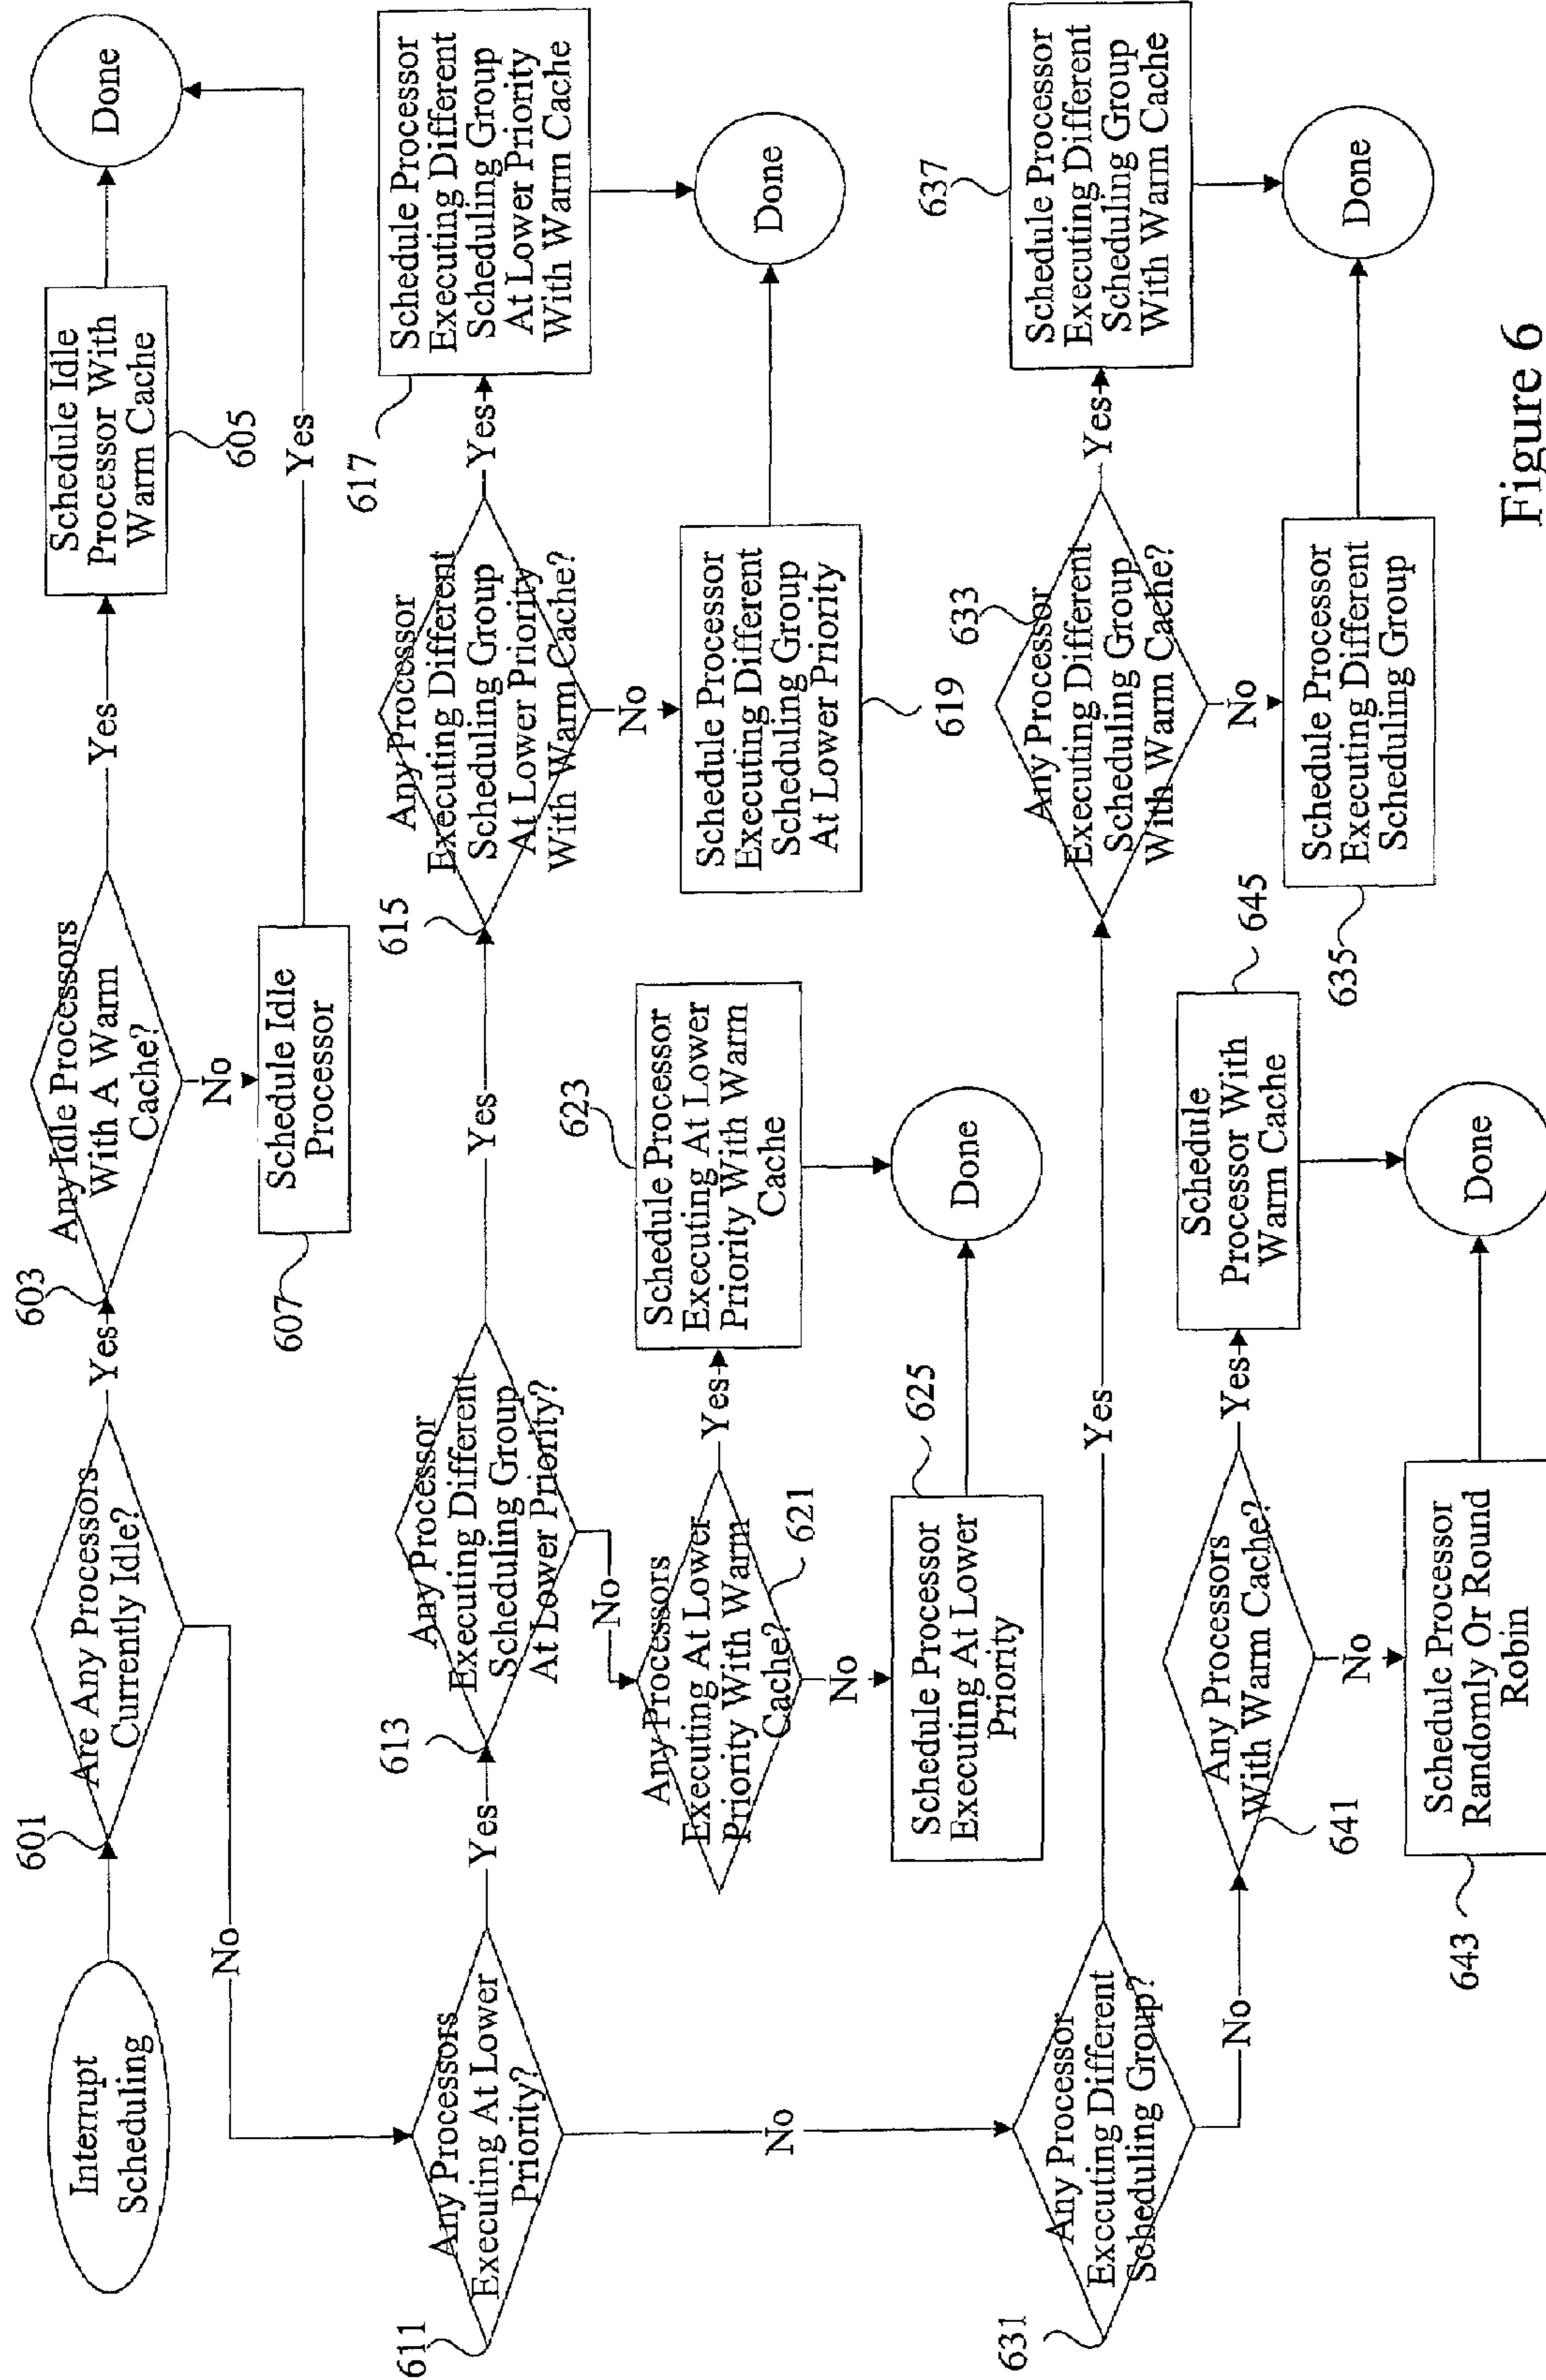 Interrupt
Scheduling
601
Are Any Processors
Currently Idle?
Yes
No
603
Any Idle Processors
With A Warm
Cache?
Yes
No
Schedule Idle
Processor With
Warm Cache
605
Done
607
Schedule Idle
Processor
Yes
611
Any Processors
Executing At Lower
Priority?
Yes
No
613
Any Processor
Executing Different
Scheduling Group
At Lower Priority?
Yes
No
615
Any Processor
Executing Different
Scheduling Group
At Lower Priority
With Warm Cache?
Yes
No
617
Schedule Processor
Executing Different
Scheduling Group
At Lower Priority
With Warm Cache
Schedule Processor
Executing Different
Scheduling Group
At Lower Priority
619
Done
Any Processors
Executing At Lower
Priority With Warm
Cache?
621
Yes
No
623
Schedule Processor
Executing At Lower
Priority With Warm
Cache
Schedule Processor
Executing At Lower
Priority
625
Done
631
Any Processor
Executing Different
Scheduling Group?
Yes
No
Any Processor
Executing Different
Scheduling Group
With Warm Cache?
633
Yes
No
637
Schedule Processor
Executing Different
Scheduling Group
With Warm Cache
635
Schedule Processor
Executing Different
Scheduling Group
Done
Any Processors
With Warm Cache?
641
Yes
No
Schedule
Processor With
Warm Cache
645
643
Schedule Processor
Randomly Or Round
Robin
Done
Figure 6